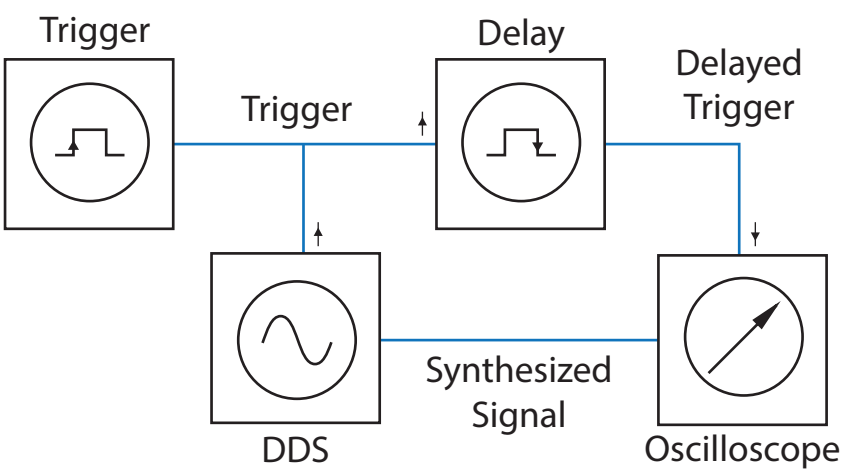 Trigger
Delay
Delayed
Trigger
Trigger
Synthesized
Signal
DDS
Oscilloscope